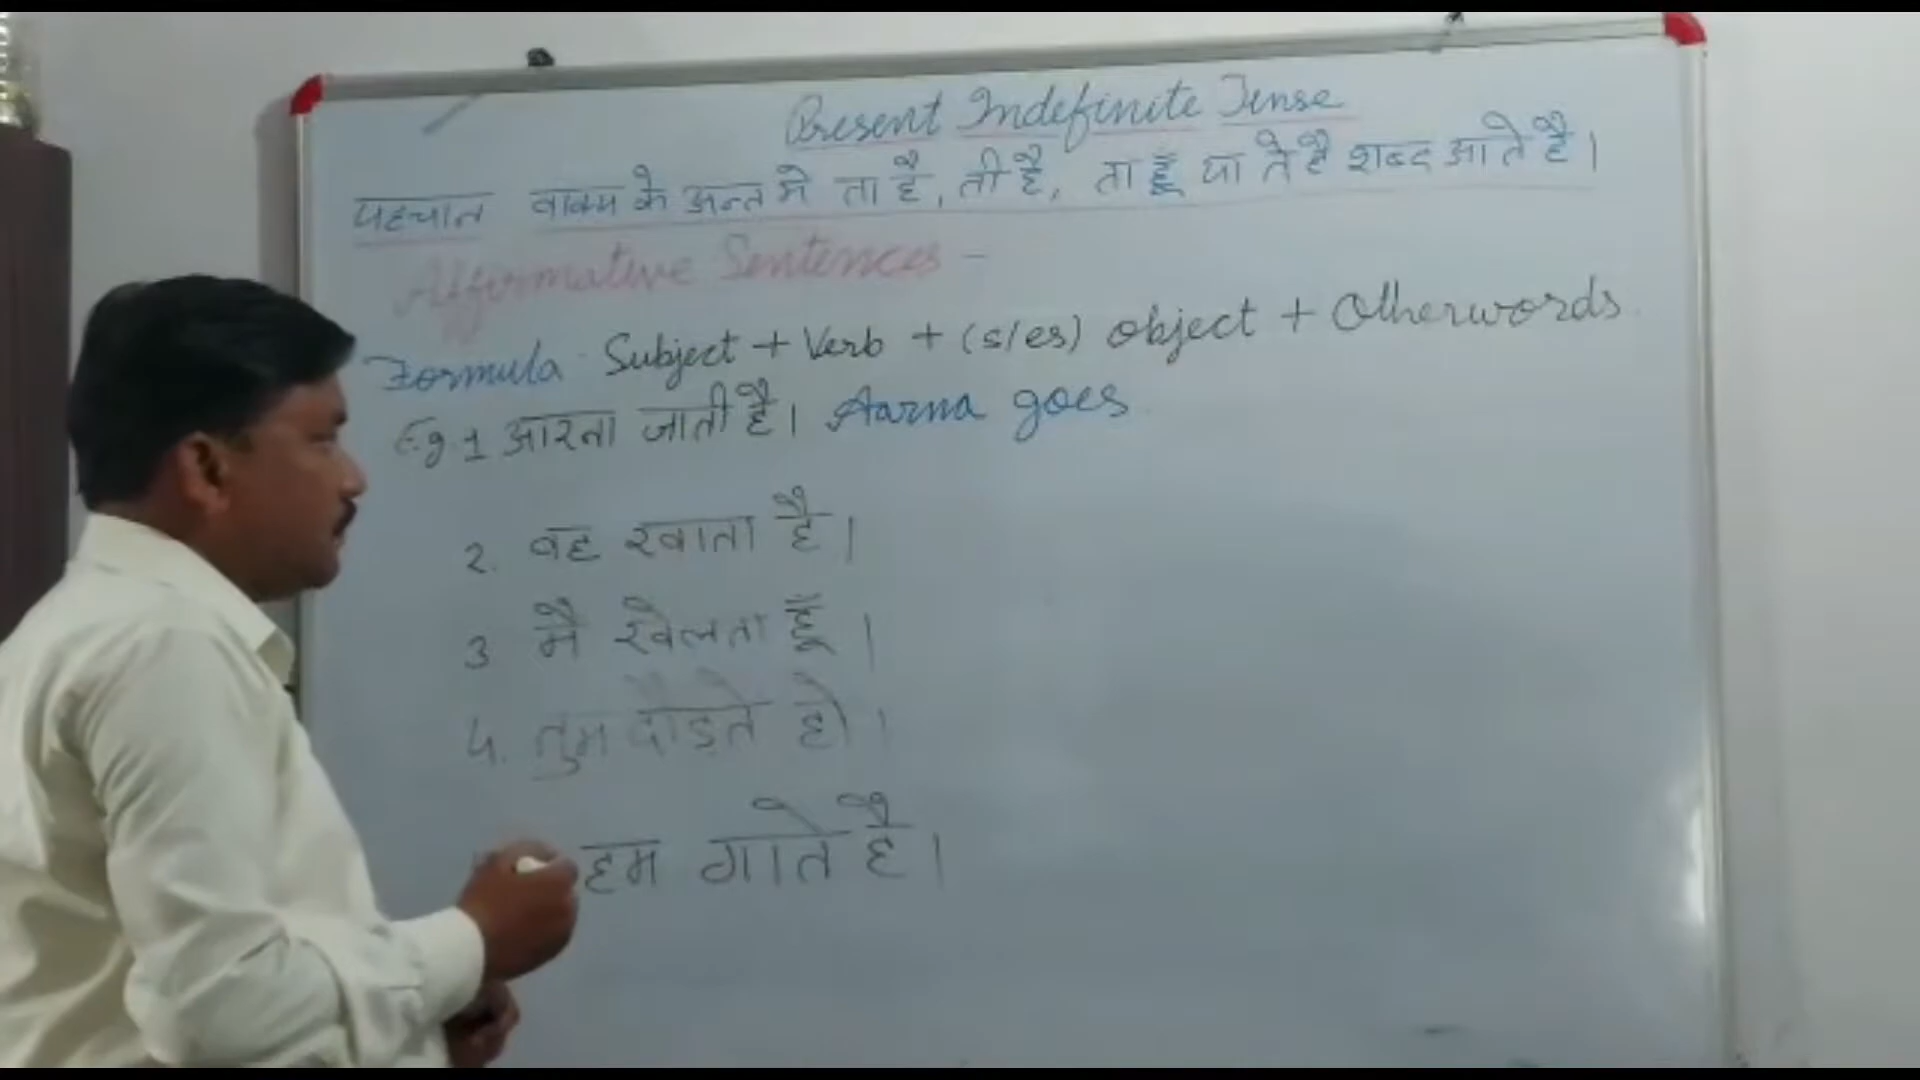 Present Indefinite Tense
पहचान वाक्य के अन्त मे ता है, ती है, ता हूँ या ते है शब्द आते है।
Affirmative Sentences -
Formula Subject + Verb + (s/es) object + Otherwords.
E.g. 1 आरना जाती है। Aarna goes.
2. वह खाता है।
3 मै खेलता हूँ।
4. तुम दौड़ते हो।
हम गाते है।